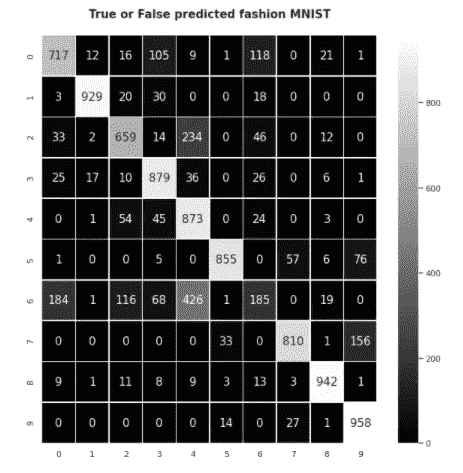 True or False predicted fashion MNIST
0 717 12 16 105 9 1 118 0 21 1
1 3 929 20 30 0 0 18 0 0 0
2 33 2 659 14 234 0 46 0 12 0
3 25 17 10 879 36 0 26 0 6 1
4 0 1 54 45 873 0 24 0 3 0
5 1 0 0 5 0 855 0 57 6 76
6 184 1 116 68 426 1 185 0 19 0
7 0 0 0 0 0 33 0 810 1 156
8 9 1 11 8 9 3 13 3 942 1
9 0 0 0 0 0 14 0 27 1 958
0 1 2 3 4 5 6 7 8 9
800
600
400
200
0